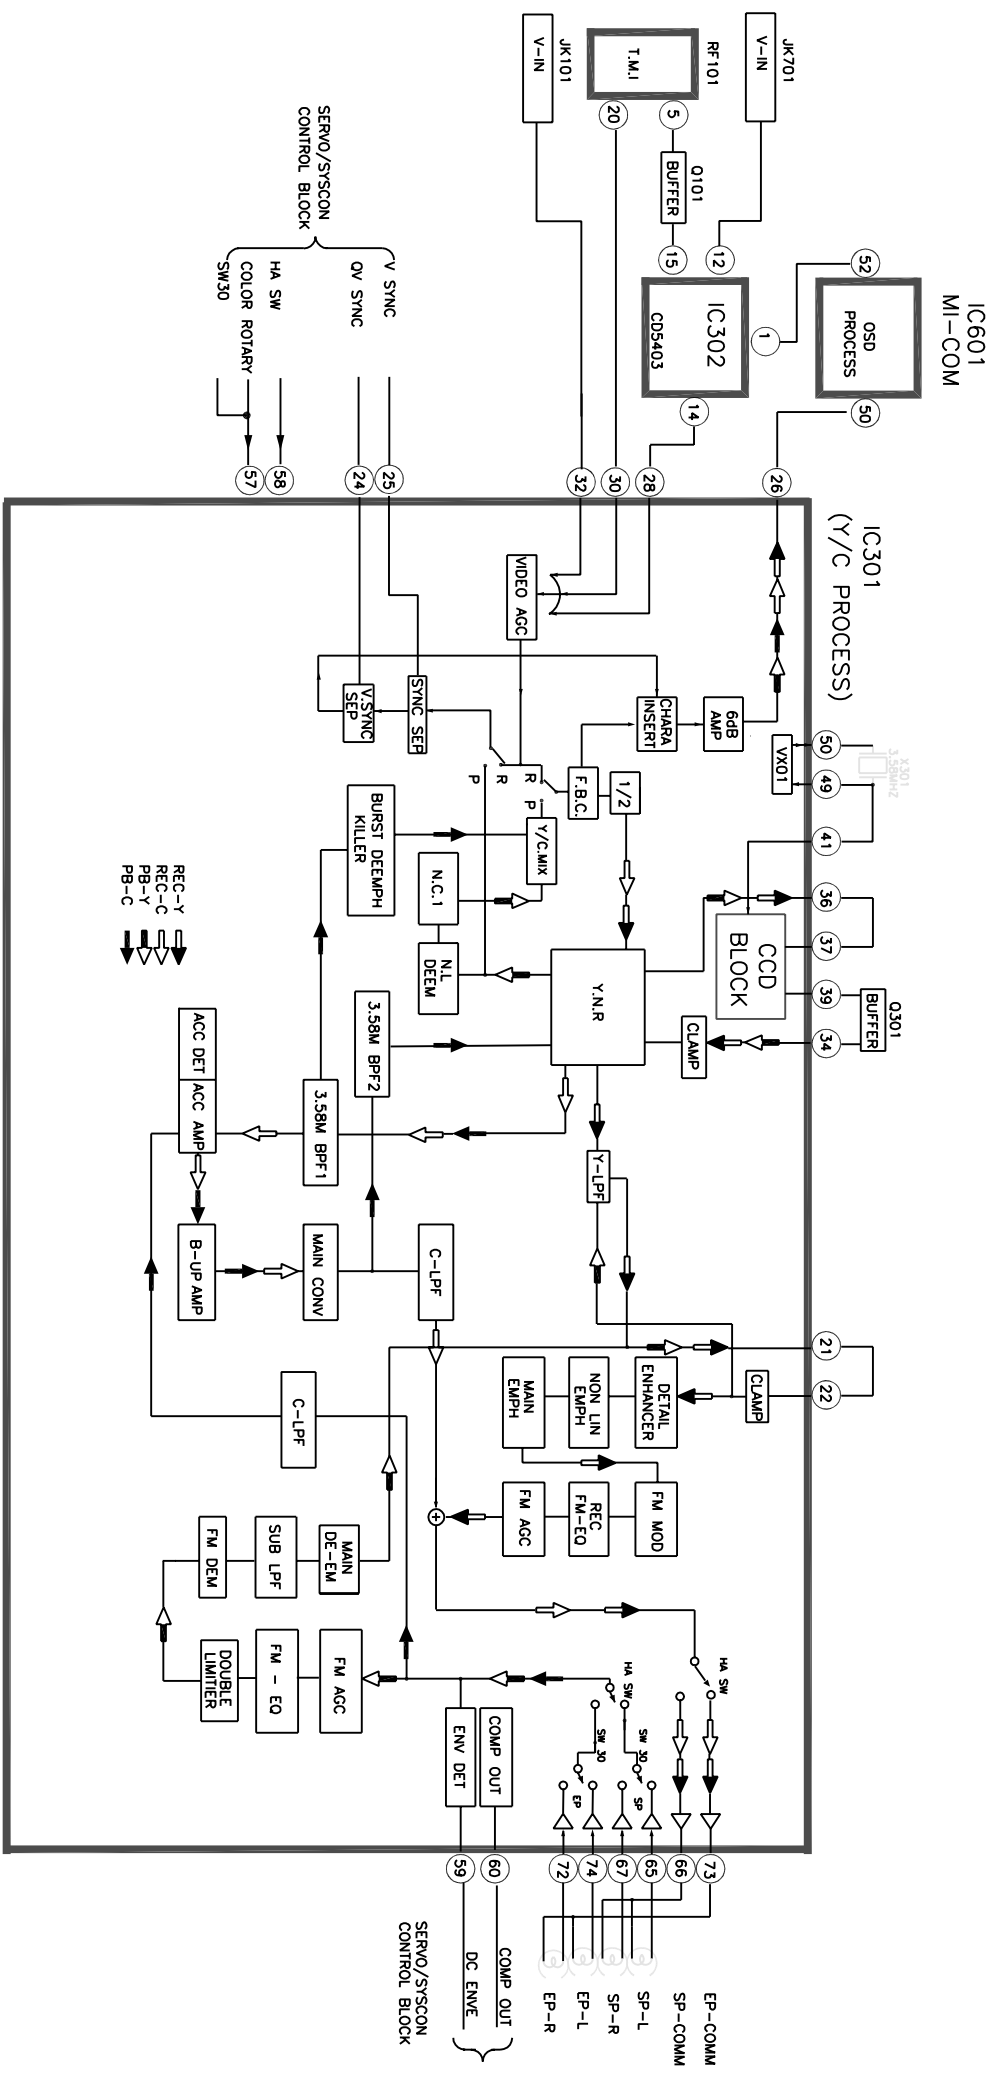 IC601
MI-COM
OSD
PROCESS
52
50
1
JK701
V-IN
RF101
T.M.I
5
20
Q101
BUFFER
15
12
IC302
CD5403
14
JK101
V-IN
SERVO/SYSCON
CONTROL BLOCK
V SYNC
QV SYNC
HA SW
COLOR ROTARY
SW30
26
28
30
32
25
24
58
57
IC301
(Y/C PROCESS)
VIDEO AGC
6dB
AMP
CHARA
INSERT
SYNC SEP
V.SYNC
SEP
R
P
R
P
F.B.C.
1/2
Y/C.MIX
N.C.1
N.L
DEEM
BURST DEEMPH
KILLER
VX01
X301
3.58MHZ
50
49
41
36
37
39
34
Q301
BUFFER
CCD
BLOCK
CLAMP
Y.N.R
3.58M BPF2
3.58M BPF1
REC-Y
REC-C
PB-Y
PB-C
ACC DET
ACC AMP
B-UP AMP
MAIN CONV
C-LPF
Y-LPF
21
22
CLAMP
DETAIL
ENHANCER
NON LIN
EMPH
MAIN
EMPH
C-LPF
FM MOD
REC
FM-EQ
FM AGC
+
MAIN
DE-EM
SUB LPF
FM DEM
FM AGC
FM - EQ
DOUBLE
LIMITIER
HA SW
HA SW
SW 30
SW 30
SP
EP
COMP OUT
ENV DET
73
66
65
67
74
72
60
59
EP-COMM
SP-COMM
SP-L
SP-R
EP-L
EP-R
COMP OUT
DC ENVE
SERVO/SYSCON
CONTROL BLOCK